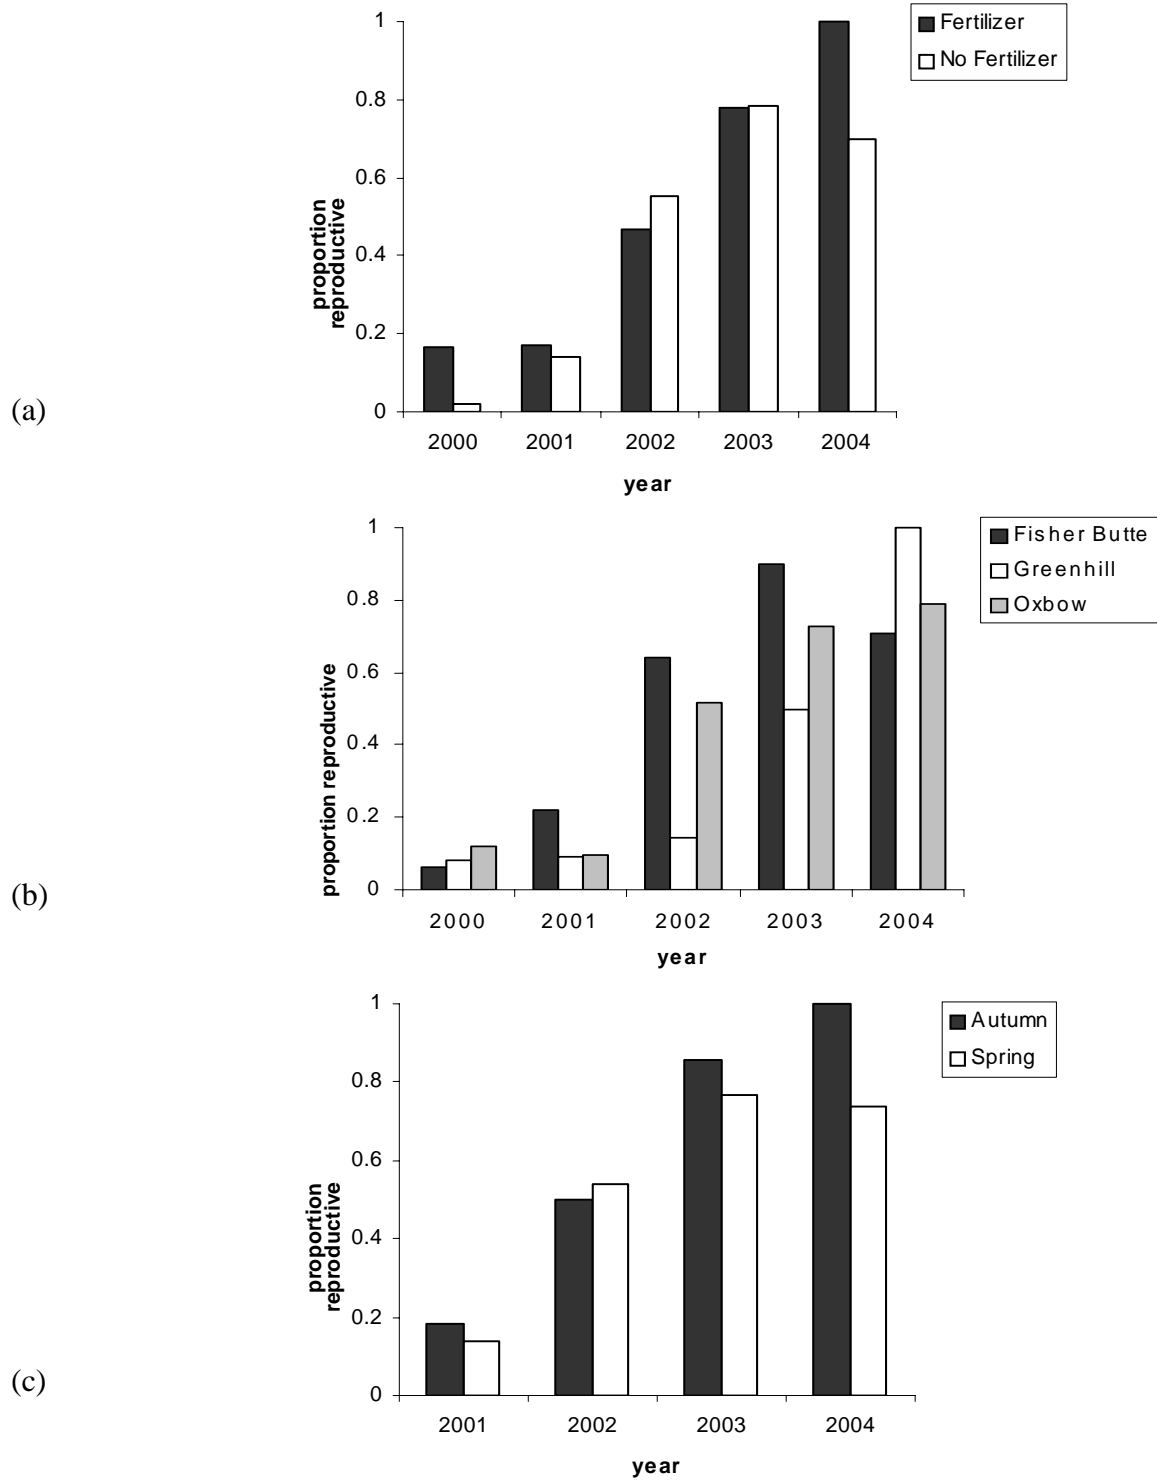 1
0.8
0.6
0.4
0.2
0
proportion
reproductive
2000 2001 2002 2003 2004
year
Fertilizer
No Fertilizer
(a)
1
0.8
0.6
0.4
0.2
0
proportion reproductive
2000 2001 2002 2003 2004
year
Fisher Butte
Greenhill
Oxbow
(b)
1
0.8
0.6
0.4
0.2
0
proportion
reproductive
2001 2002 2003 2004
year
Autumn
Spring
(c)